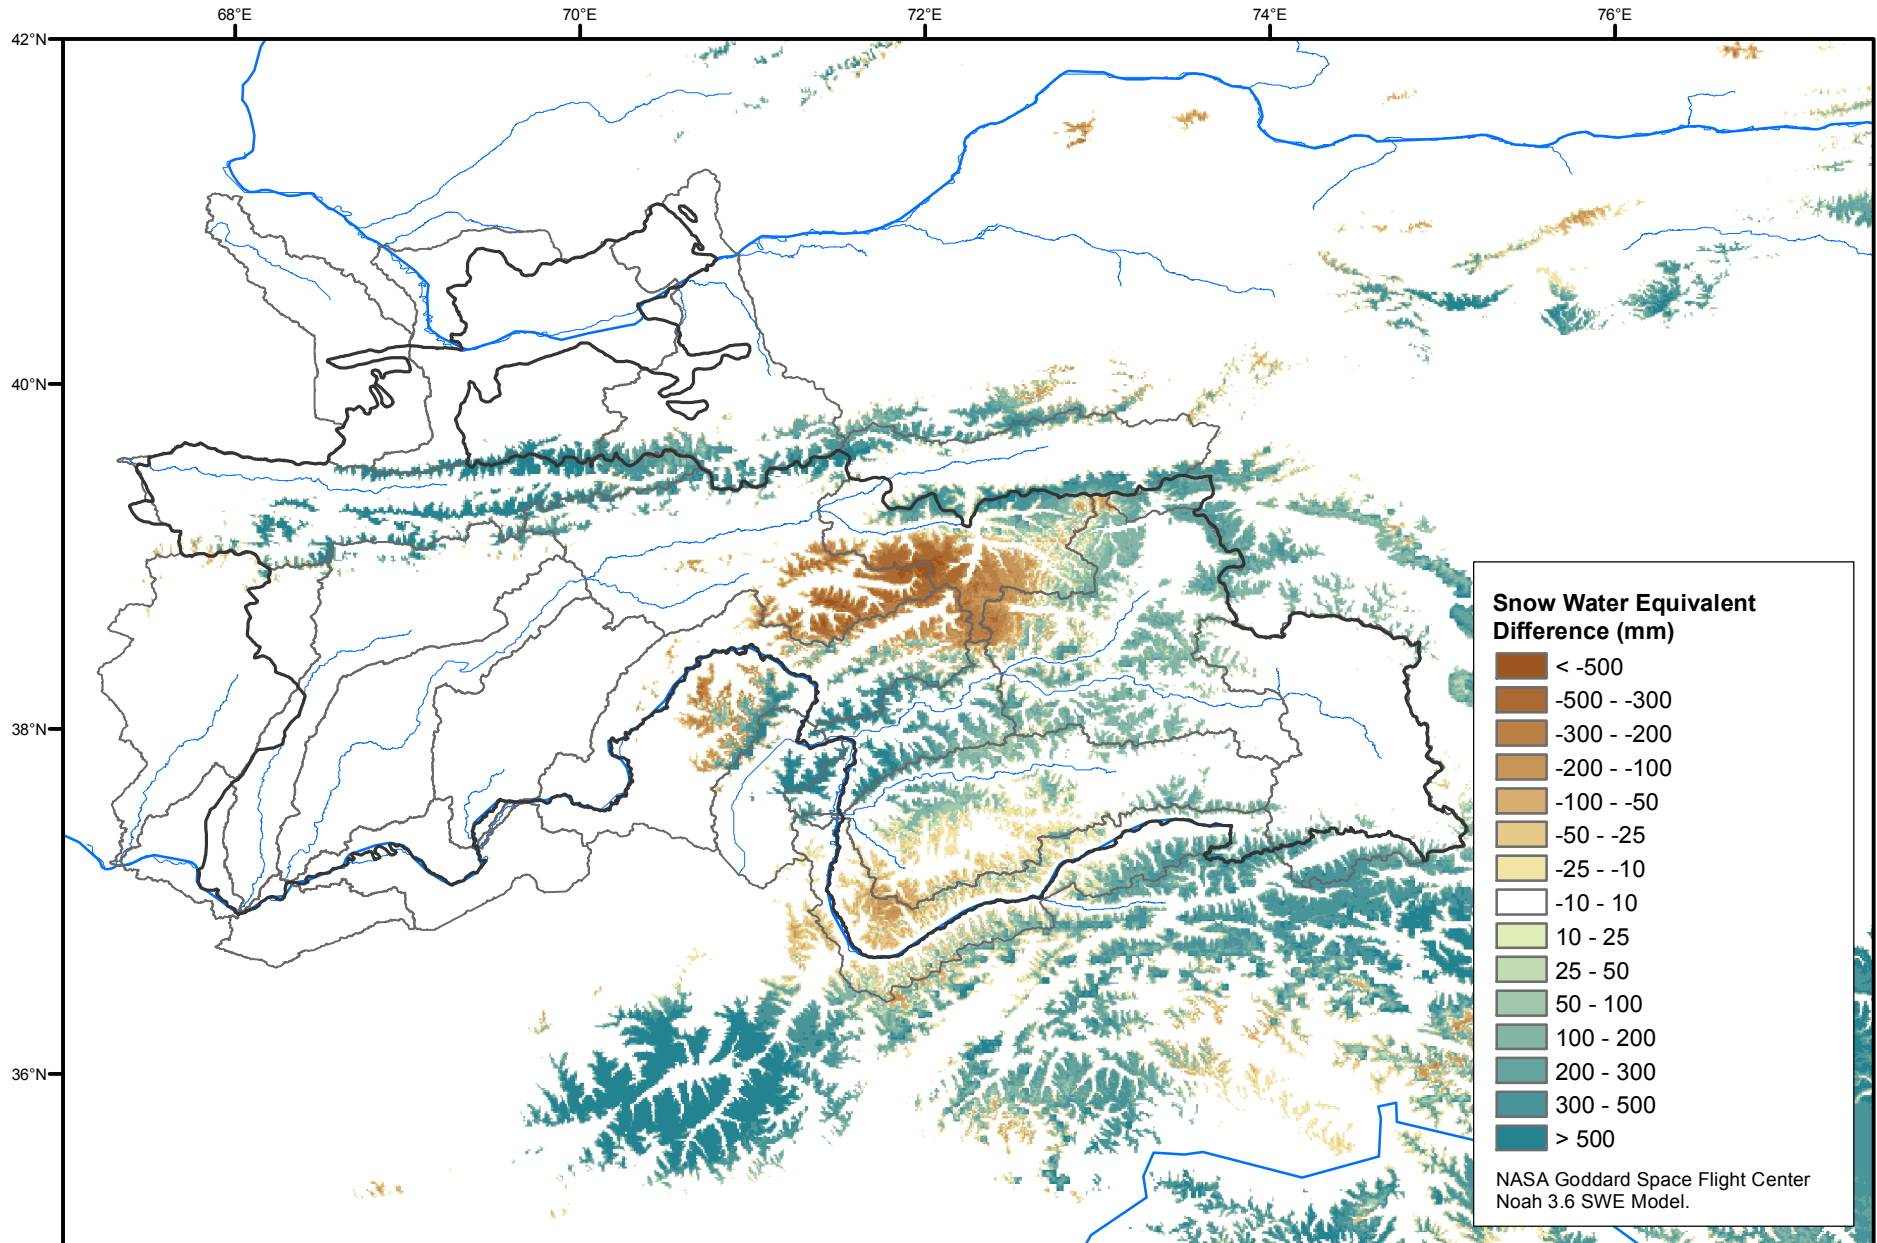 68°E 70°E 72°E 74°E 76°E
42°N
40°N
38°N
36°N
Snow Water Equivalent
Difference (mm)
< -500
-500 - -300
-300 - -200
-200 - -100
-100 - -50
-50 - -25
-25 - -10
-10 - 10
10 - 25
25 - 50
50 - 100
100 - 200
200 - 300
300 - 500
> 500
NASA Goddard Space Flight Center
Noah 3.6 SWE Model.